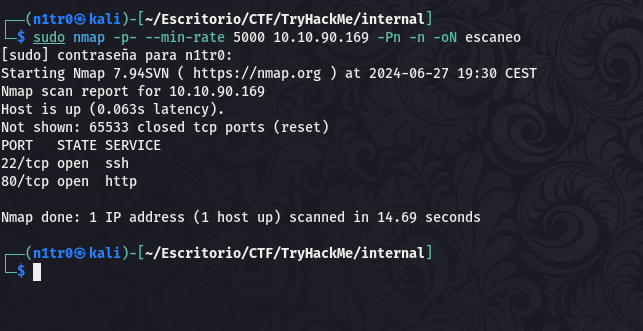 ┌──(n1tr0㉿kali)-[~/Escritorio/CTF/TryHackMe/internal]
└─$ sudo nmap -p- --min-rate 5000 10.10.90.169 -Pn -n -oN escaneo
[sudo] contraseña para n1tr0:
Starting Nmap 7.94SVN ( https://nmap.org ) at 2024-06-27 19:30 CEST
Nmap scan report for 10.10.90.169
Host is up (0.063s latency).
Not shown: 65533 closed tcp ports (reset)
PORT   STATE SERVICE
22/tcp open  ssh
80/tcp open  http
Nmap done: 1 IP address (1 host up) scanned in 14.69 seconds
┌──(n1tr0㉿kali)-[~/Escritorio/CTF/TryHackMe/internal]
└─$